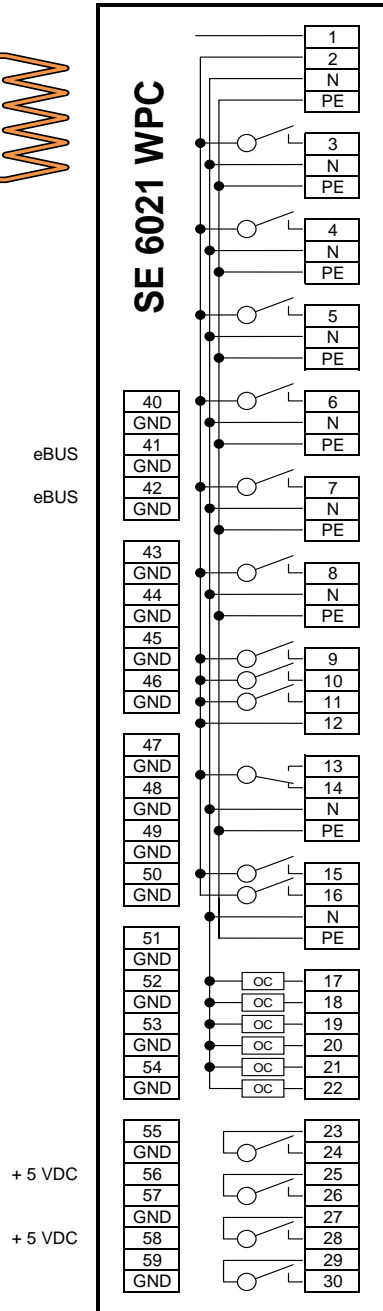 SE 6021 WPC
eBUS
eBUS
+ 5 VDC
+ 5 VDC
40
GND
41
GND
42
GND
43
GND
44
GND
45
GND
46
GND
47
GND
48
GND
49
GND
50
GND
51
GND
52
GND
53
GND
54
GND
55
GND
56
57
GND
58
59
GND
1
2
N
PE
3
N
PE
4
N
PE
5
N
PE
6
N
PE
7
N
PE
8
N
PE
9
10
11
12
13
14
N
PE
15
16
N
PE
OC 17
OC 18
OC 19
OC 20
OC 21
OC 22
23
24
25
26
27
28
29
30